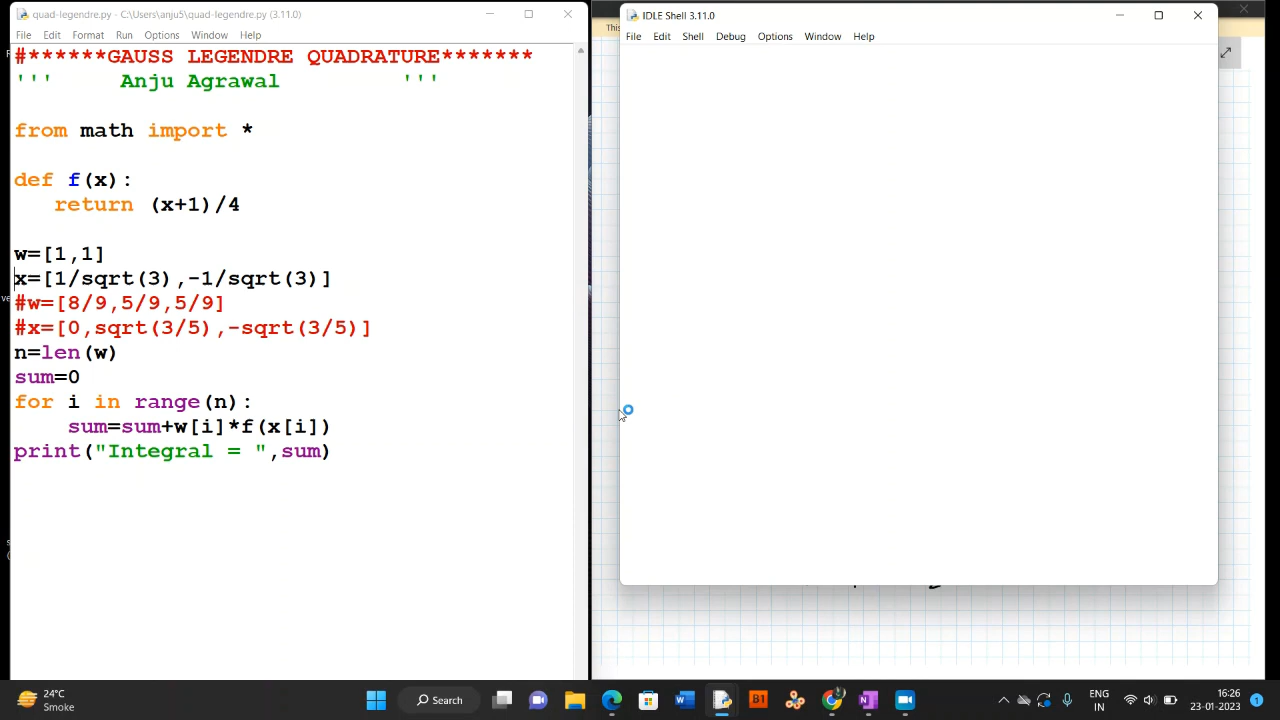 quad-legendre.py - C:\Users\anju5\quad-legendre.py (3.11.0)
File Edit Format Run Options Window Help
#******GAUSS LEGENDRE QUADRATURE*******
''' Anju Agrawal '''
from math import *
def f(x):
return (x+1)/4
w=[1,1]
x=[1/sqrt(3),-1/sqrt(3)]
#w=[8/9,5/9,5/9]
#x=[0,sqrt(3/5),-sqrt(3/5)]
n=len(w)
sum=0
for i in range(n):
sum=sum+w[i]*f(x[i])
print("Integral = ",sum)
This
IDLE Shell 3.11.0
File Edit Shell Debug Options Window Help
24°C
Smoke
Search
B1
ENG
IN
16:26
23-01-2023
1